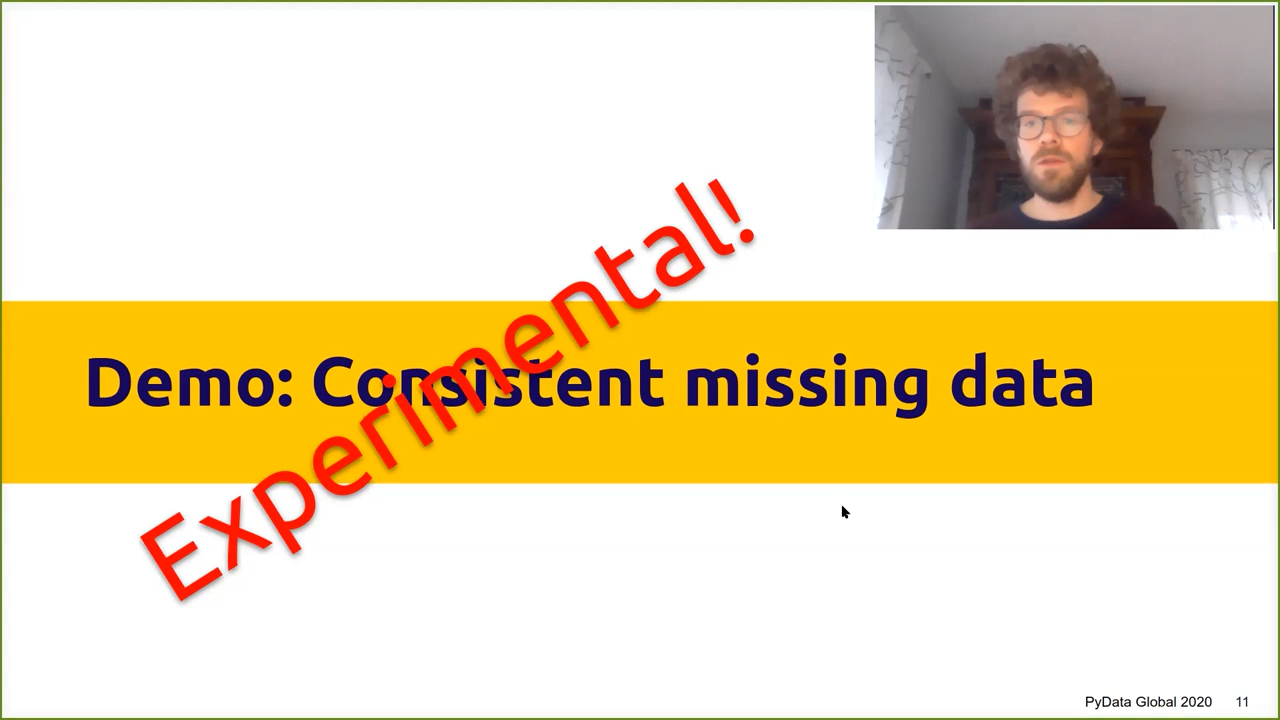 Experimental!
Demo: Consistent missing data
PyData Global 2020 11